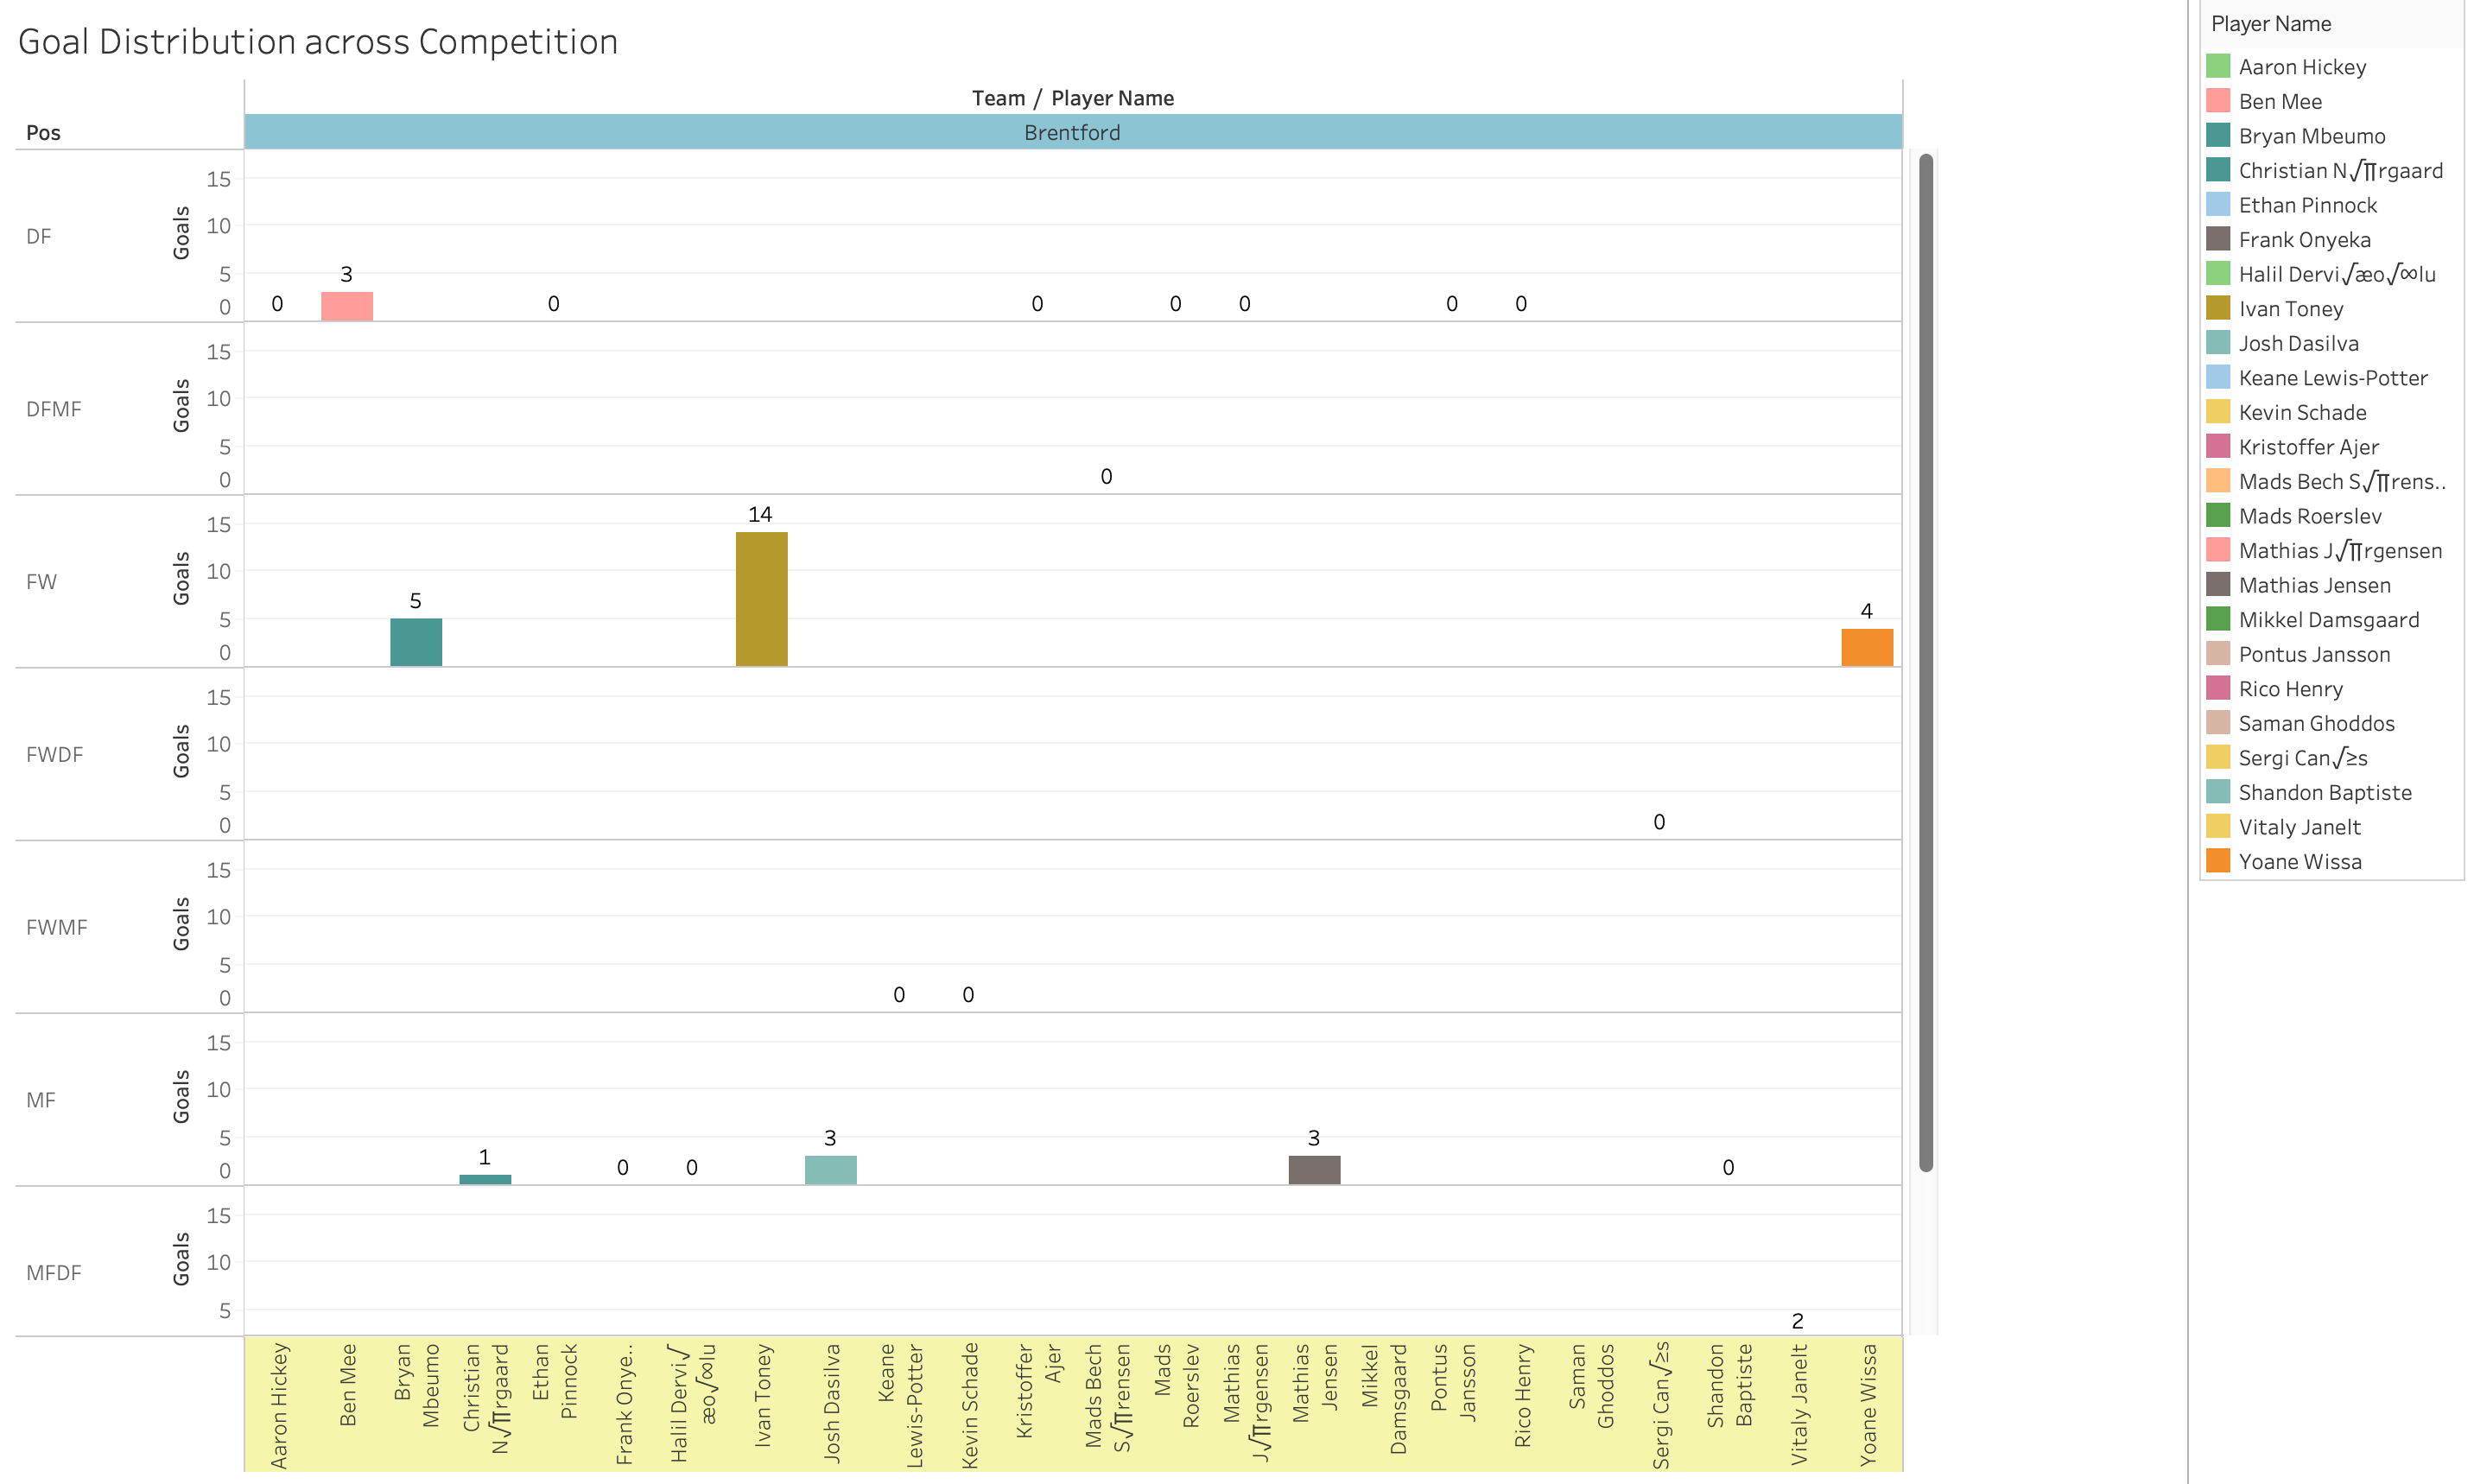 Goal Distribution across Competition
Team / Player Name
Pos
Brentford
DF
Goals
15
10
5
0
0
3
0
0
0
0
0
0
DFMF
Goals
15
10
5
0
0
FW
Goals
15
10
5
0
5
14
4
FWDF
Goals
15
10
5
0
0
FWMF
Goals
15
10
5
0
0
0
MF
Goals
15
10
5
0
1
0
0
3
3
0
MFDF
Goals
15
10
5
2
Aaron Hickey
Ben Mee
Bryan
Mbeumo
Christian
N√∏rgaard
Ethan
Pinnock
Frank Onye..
Halil Dervi√
æo√∞lu
Ivan Toney
Josh Dasilva
Keane
Lewis-Potter
Kevin Schade
Kristoffer
Ajer
Mads Bech
S√∏rensen
Mads
Roerslev
Mathias
J√∏rgensen
Mathias
Jensen
Mikkel
Damsgaard
Pontus
Jansson
Rico Henry
Saman
Ghoddos
Sergi Can√≥s
Shandon
Baptiste
Vitaly Janelt
Yoane Wissa
Player Name
Aaron Hickey
Ben Mee
Bryan Mbeumo
Christian N√∏rgaard
Ethan Pinnock
Frank Onyeka
Halil Dervi√æo√∞lu
Ivan Toney
Josh Dasilva
Keane Lewis-Potter
Kevin Schade
Kristoffer Ajer
Mads Bech S√∏rens..
Mads Roerslev
Mathias J√∏rgensen
Mathias Jensen
Mikkel Damsgaard
Pontus Jansson
Rico Henry
Saman Ghoddos
Sergi Can√≥s
Shandon Baptiste
Vitaly Janelt
Yoane Wissa